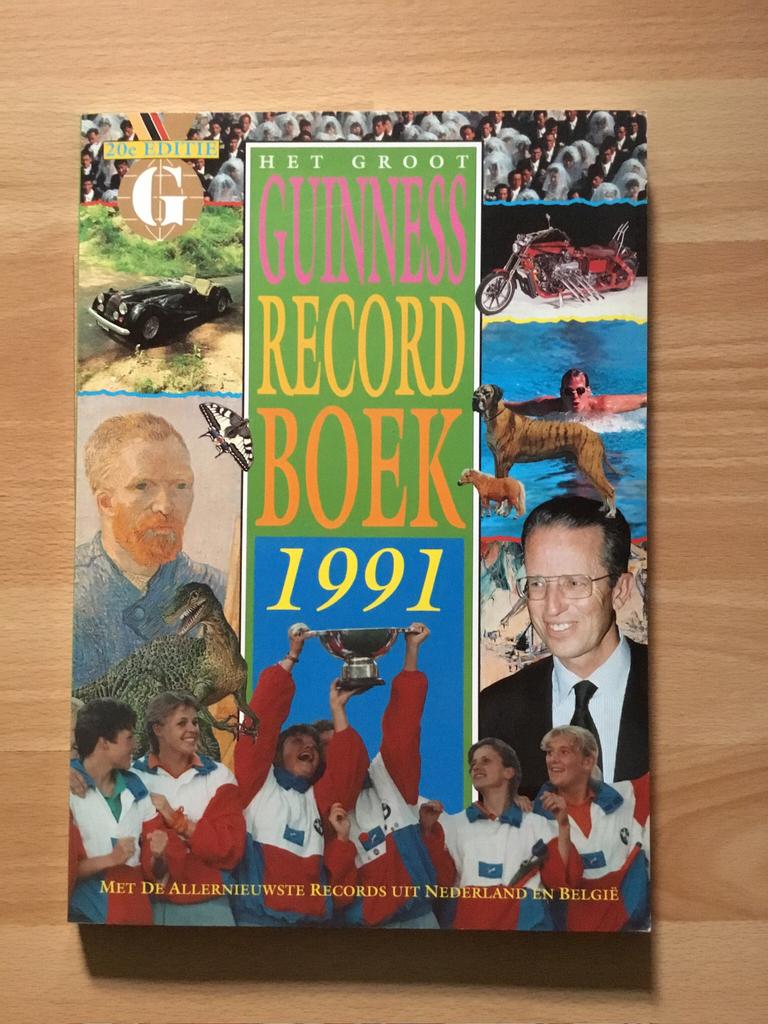 20e EDITIE
G
HET GROOT
GUINNESS
RECORD
BOEK
1991
MET DE ALLERNIEUWSTE RECORDS UIT NEDERLAND EN BELGIË